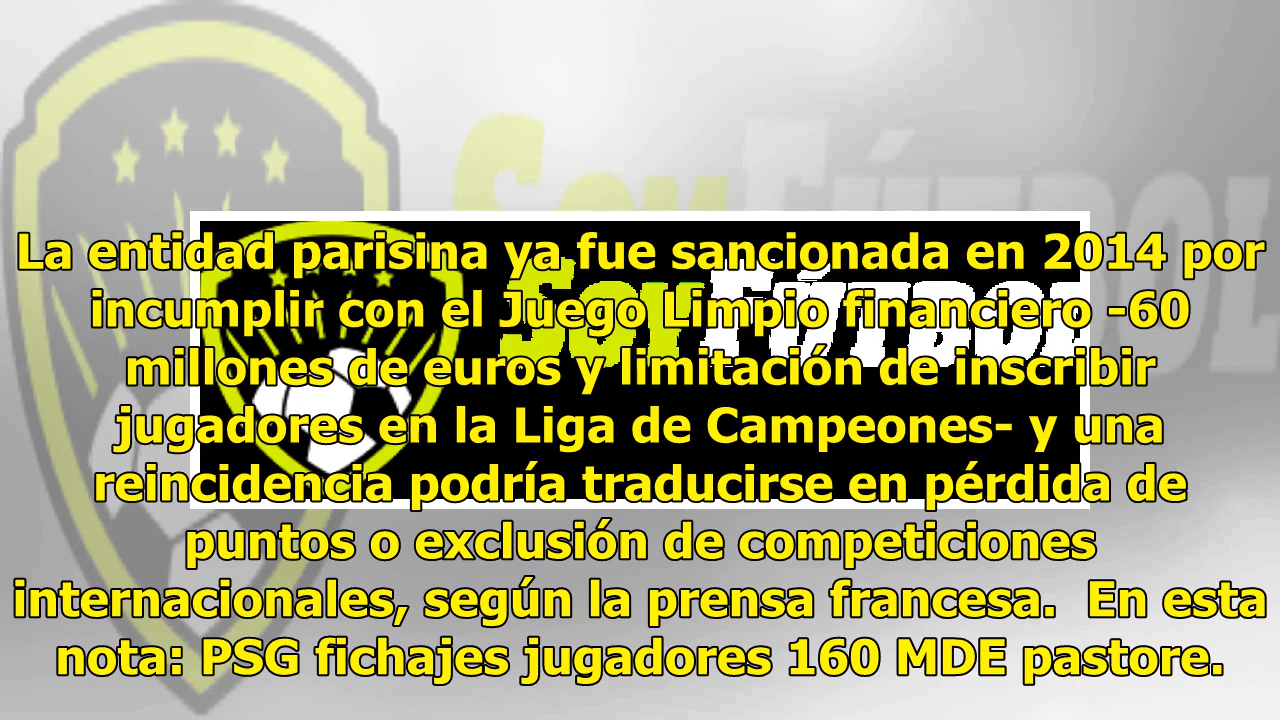 SoyFútbol
La entidad parisina ya fue sancionada en 2014 por
incumplir con el Juego Limpio financiero -60
millones de euros y limitación de inscribir
jugadores en la Liga de Campeones- y una
reincidencia podría traducirse en pérdida de
puntos o exclusión de competiciones
internacionales, según la prensa francesa.  En esta
nota: PSG fichajes jugadores 160 MDE pastore.
SoyFútbol